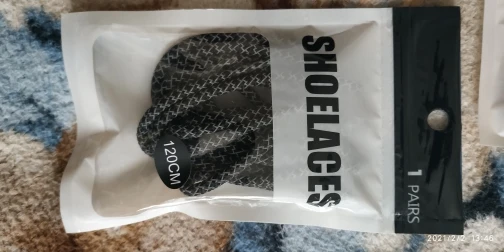 SHOELACES
120CM
1 PAIRS
2021/2/2 13:46